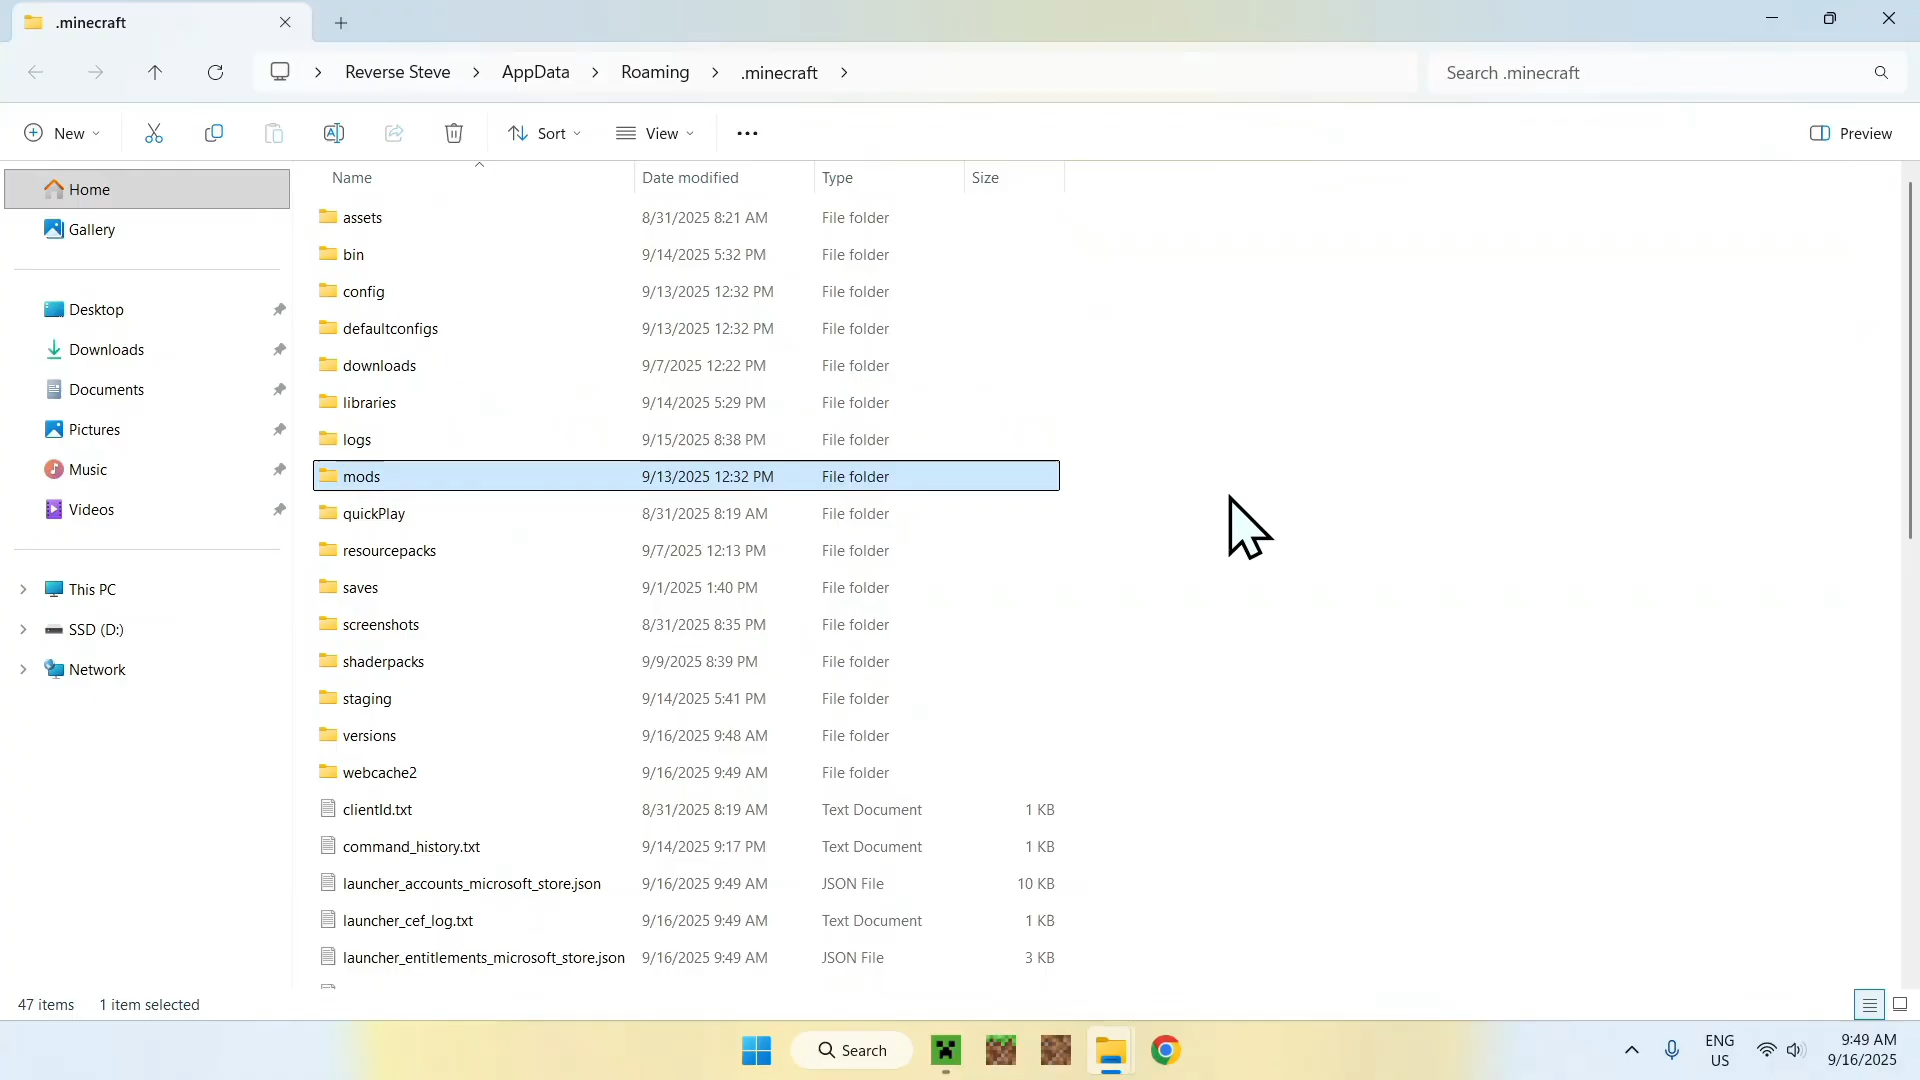 .minecraft
Reverse Steve
AppData
Roaming
.minecraft
Search .minecraft
New
Sort
View
Preview
Home
Gallery
Desktop
Downloads
Documents
Pictures
Music
Videos
This PC
SSD (D:)
Network
Name Date modified Type Size
assets 8/31/2025 8:21 AM File folder
bin 9/14/2025 5:32 PM File folder
config 9/13/2025 12:32 PM File folder
defaultconfigs 9/13/2025 12:32 PM File folder
downloads 9/7/2025 12:22 PM File folder
libraries 9/14/2025 5:29 PM File folder
logs 9/15/2025 8:38 PM File folder
mods 9/13/2025 12:32 PM File folder
quickPlay 8/31/2025 8:19 AM File folder
resourcepacks 9/7/2025 12:13 PM File folder
saves 9/1/2025 1:40 PM File folder
screenshots 8/31/2025 8:35 PM File folder
shaderpacks 9/9/2025 8:39 PM File folder
staging 9/14/2025 5:41 PM File folder
versions 9/16/2025 9:48 AM File folder
webcache2 9/16/2025 9:49 AM File folder
clientId.txt 8/31/2025 8:19 AM Text Document 1 KB
command_history.txt 9/14/2025 9:17 PM Text Document 1 KB
launcher_accounts_microsoft_store.json 9/16/2025 9:49 AM JSON File 10 KB
launcher_cef_log.txt 9/16/2025 9:49 AM Text Document 1 KB
launcher_entitlements_microsoft_store.json 9/16/2025 9:49 AM JSON File 3 KB
47 items 1 item selected
Search
ENG
US
9:49 AM
9/16/2025